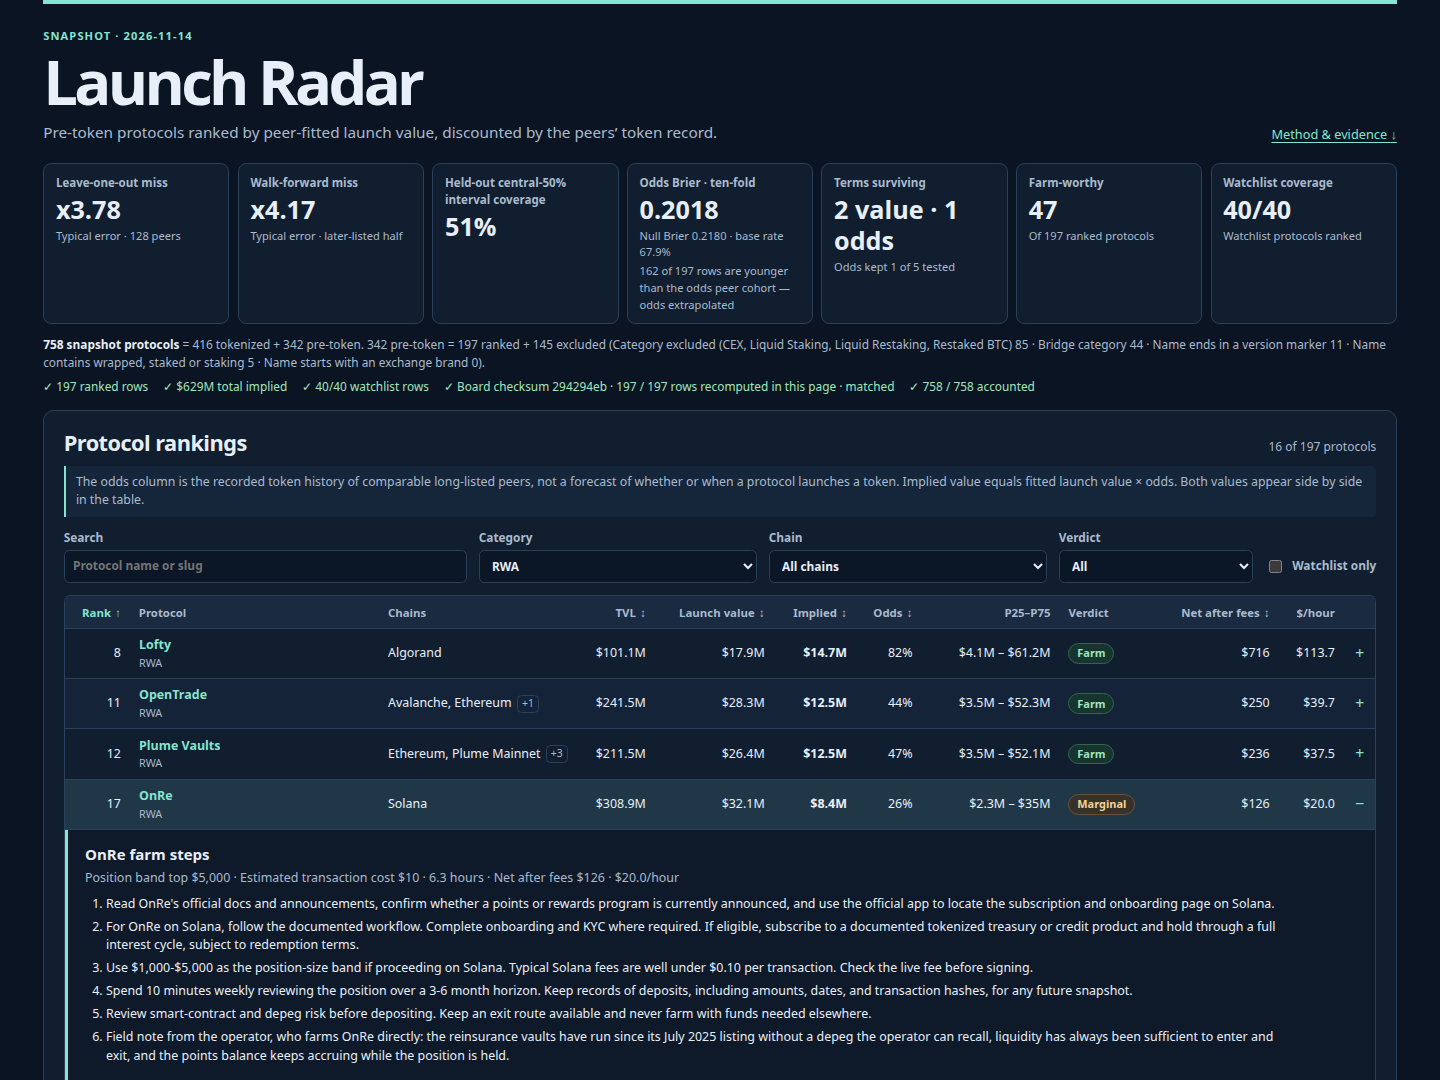 SNAPSHOT · 2026-11-14
Launch Radar
Pre-token protocols ranked by peer-fitted launch value, discounted by the peers’ token record.
Method & evidence ↓
Leave-one-out miss
x3.78
Typical error · 128 peers
Walk-forward miss
x4.17
Typical error · later-listed half
Held-out central-50%
interval coverage
51%
Odds Brier · ten-fold
0.2018
Null Brier 0.2180 · base rate
67.9%
162 of 197 rows are younger
than the odds peer cohort —
odds extrapolated
Terms surviving
2 value · 1
odds
Odds kept 1 of 5 tested
Farm-worthy
47
Of 197 ranked protocols
Watchlist coverage
40/40
Watchlist protocols ranked
758 snapshot protocols = 416 tokenized + 342 pre-token. 342 pre-token = 197 ranked + 145 excluded (Category excluded (CEX, Liquid Staking, Liquid Restaking, Restaked BTC) 85 · Bridge category 44 · Name ends in a version marker 11 · Name
contains wrapped, staked or staking 5 · Name starts with an exchange brand 0).
✓ 197 ranked rows ✓ $629M total implied ✓ 40/40 watchlist rows ✓ Board checksum 294294eb · 197 / 197 rows recomputed in this page · matched ✓ 758 / 758 accounted
Protocol rankings
16 of 197 protocols
The odds column is the recorded token history of comparable long-listed peers, not a forecast of whether or when a protocol launches a token. Implied value equals fitted launch value × odds. Both values appear side by side
in the table.
Search Category Chain Verdict
Protocol name or slug RWA All chains All Watchlist only
Rank ↑ Protocol Chains TVL ↕ Launch value ↕ Implied ↕ Odds ↕ P25–P75 Verdict Net after fees ↕ $/hour
8 Lofty Algorand $101.1M $17.9M $14.7M 82% $4.1M – $61.2M Farm $716 $113.7 +
RWA
11 OpenTrade Avalanche, Ethereum +1 $241.5M $28.3M $12.5M 44% $3.5M – $52.3M Farm $250 $39.7 +
RWA
12 Plume Vaults Ethereum, Plume Mainnet +3 $211.5M $26.4M $12.5M 47% $3.5M – $52.1M Farm $236 $37.5 +
RWA
17 OnRe Solana $308.9M $32.1M $8.4M 26% $2.3M – $35M Marginal $126 $20.0 −
RWA
OnRe farm steps
Position band top $5,000 · Estimated transaction cost $10 · 6.3 hours · Net after fees $126 · $20.0/hour
1. Read OnRe's official docs and announcements, confirm whether a points or rewards program is currently announced, and use the official app to locate the subscription and onboarding page on Solana.
2. For OnRe on Solana, follow the documented workflow. Complete onboarding and KYC where required. If eligible, subscribe to a documented tokenized treasury or credit product and hold through a full
interest cycle, subject to redemption terms.
3. Use $1,000-$5,000 as the position-size band if proceeding on Solana. Typical Solana fees are well under $0.10 per transaction. Check the live fee before signing.
4. Spend 10 minutes weekly reviewing the position over a 3-6 month horizon. Keep records of deposits, including amounts, dates, and transaction hashes, for any future snapshot.
5. Review smart-contract and depeg risk before depositing. Keep an exit route available and never farm with funds needed elsewhere.
6. Field note from the operator, who farms OnRe directly: the reinsurance vaults have run since its July 2025 listing without a depeg the operator can recall, liquidity has always been sufficient to enter and
exit, and the points balance keeps accruing while the position is held.